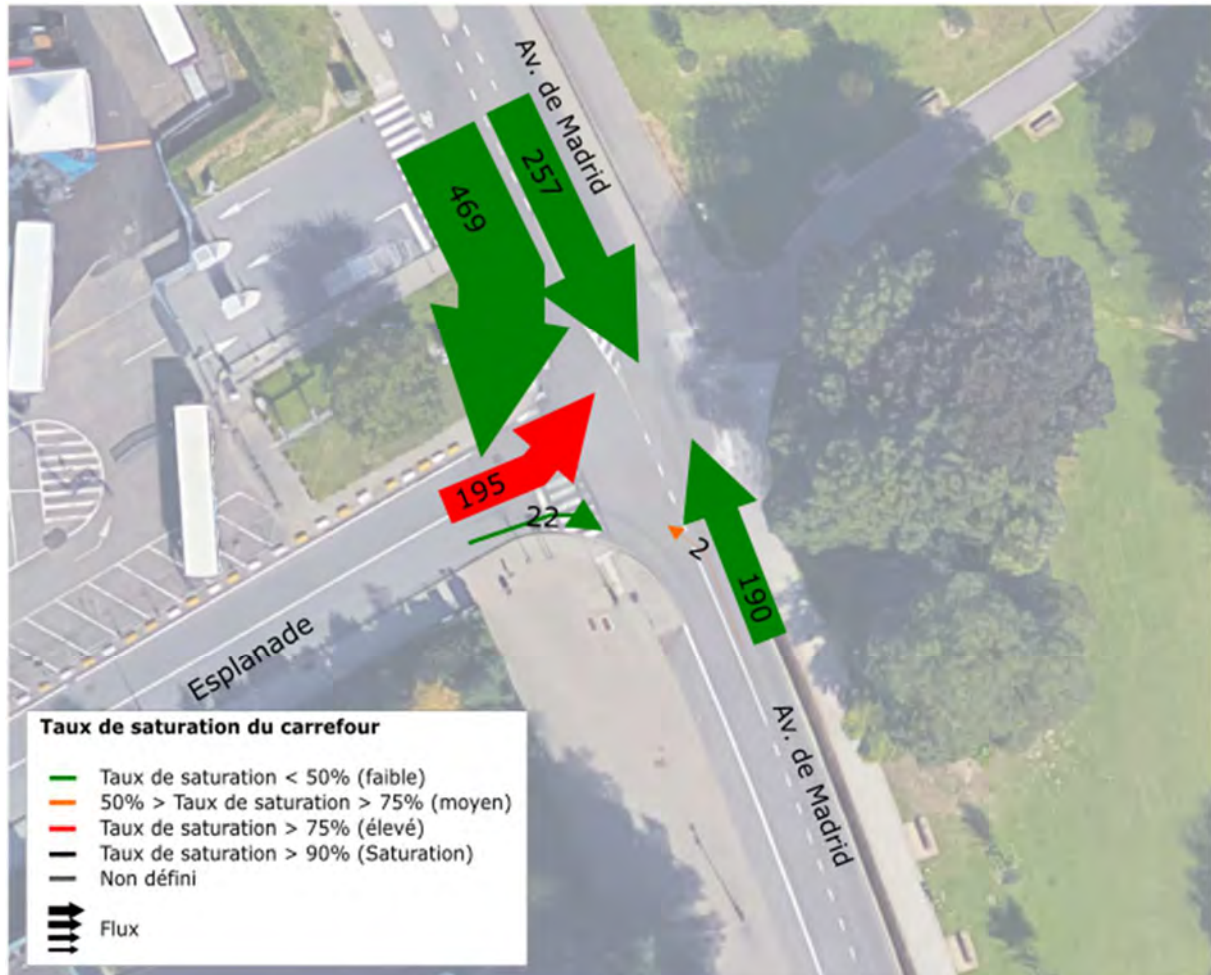 Av. de Madrid
257
469
195
22
2
190
Esplanade
Av. de Madrid
Taux de saturation du carrefour
Taux de saturation < 50% (faible)
50% > Taux de saturation > 75% (moyen)
Taux de saturation > 75% (élevé)
Taux de saturation > 90% (Saturation)
Non défini
Flux